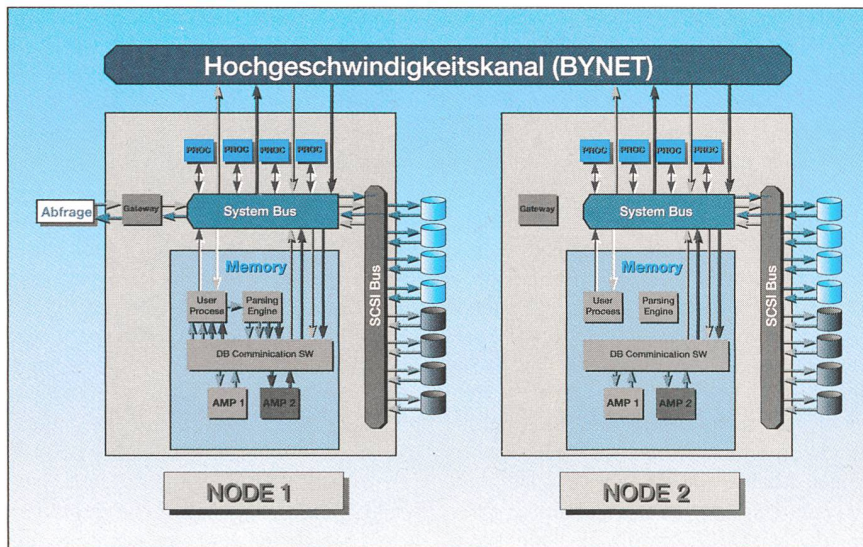 Hochgeschwindigkeitskanal (BYNET)
PROC PROC PROC PROC
Abfrage
Gateway
System Bus
Memory
User
Process
Parsing
Engine
DB Comminication SW
AMP 1
AMP 2
SCSI Bus
NODE 1
PROC PROC PROC PROC
Gateway
System Bus
Memory
User
Process
Parsing
Engine
DB Comminication SW
AMP 1
AMP 2
SCSI Bus
NODE 2